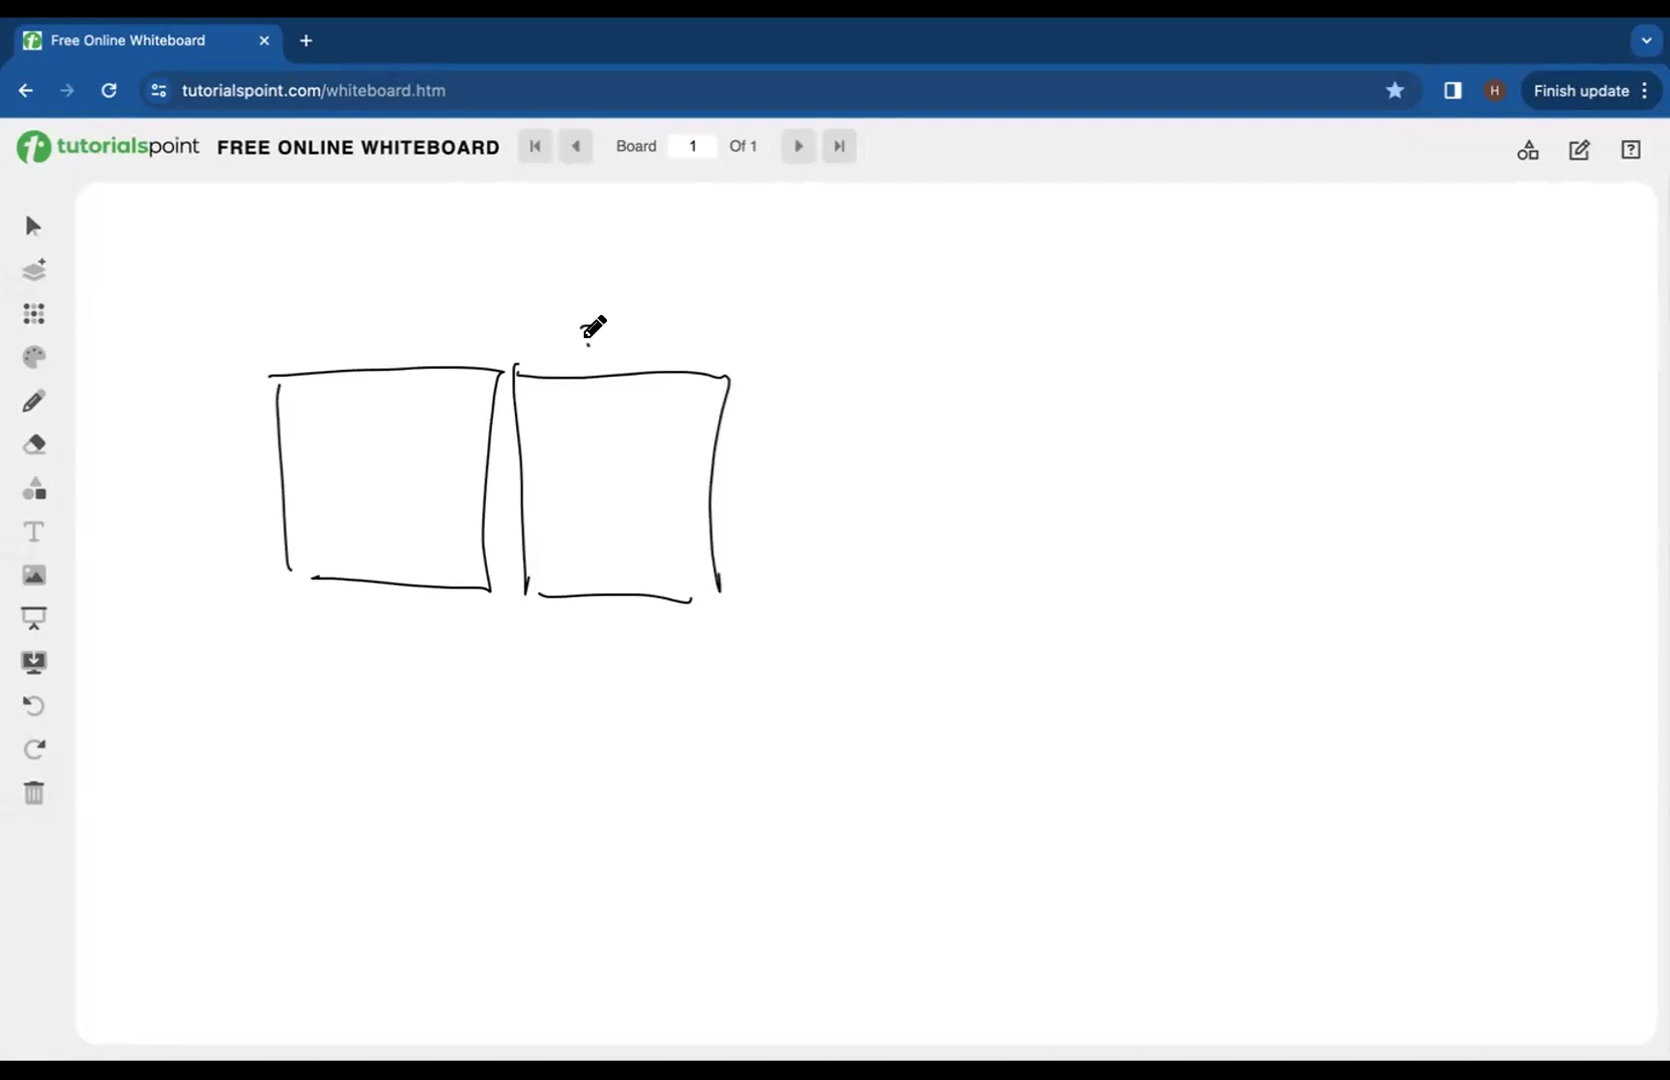 Free Online Whiteboard
tutorialspoint.com/whiteboard.htm
H
Finish update
tutorialspoint FREE ONLINE WHITEBOARD
Board 1 Of 1